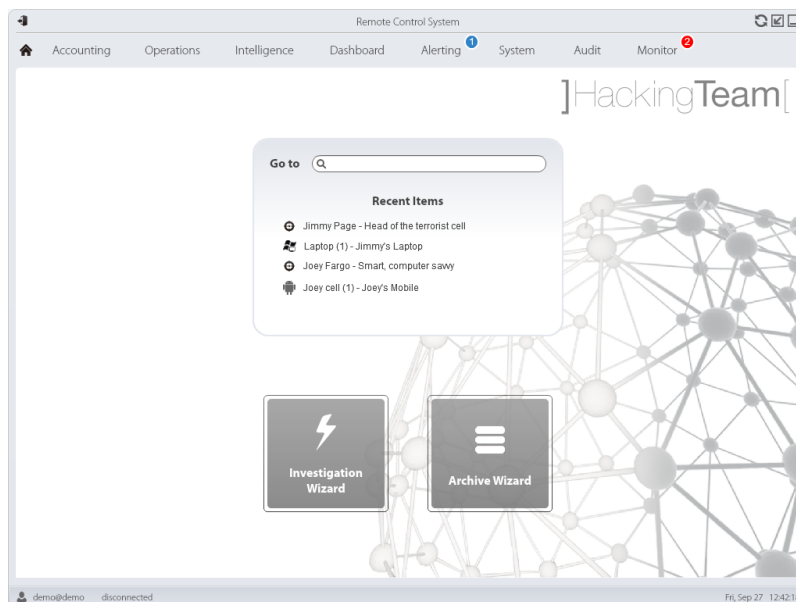 Remote Control System
Accounting Operations Intelligence Dashboard Alerting 1 System Audit Monitor 2
]HackingTeam[
Go to
Recent Items
Jimmy Page - Head of the terrorist cell
Laptop (1) - Jimmy's Laptop
Joey Fargo - Smart, computer savvy
Joey cell (1) - Joey's Mobile
Investigation
Wizard
Archive Wizard
demo@demo disconnected Fri, Sep 27